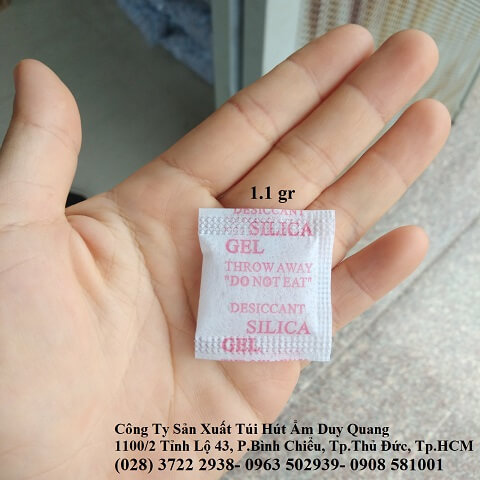 1.1 gr
DESICCANT
SILICA
GEL
THROW AWAY
"DO NOT EAT"
DESICCANT
SILICA
GEL
Công Ty Sản Xuất Túi Hút Ẩm Duy Quang
1100/2 Tỉnh Lộ 43, P.Bình Chiểu, Tp.Thủ Đức, Tp.HCM
(028) 3722 2938- 0963 502939- 0908 581001